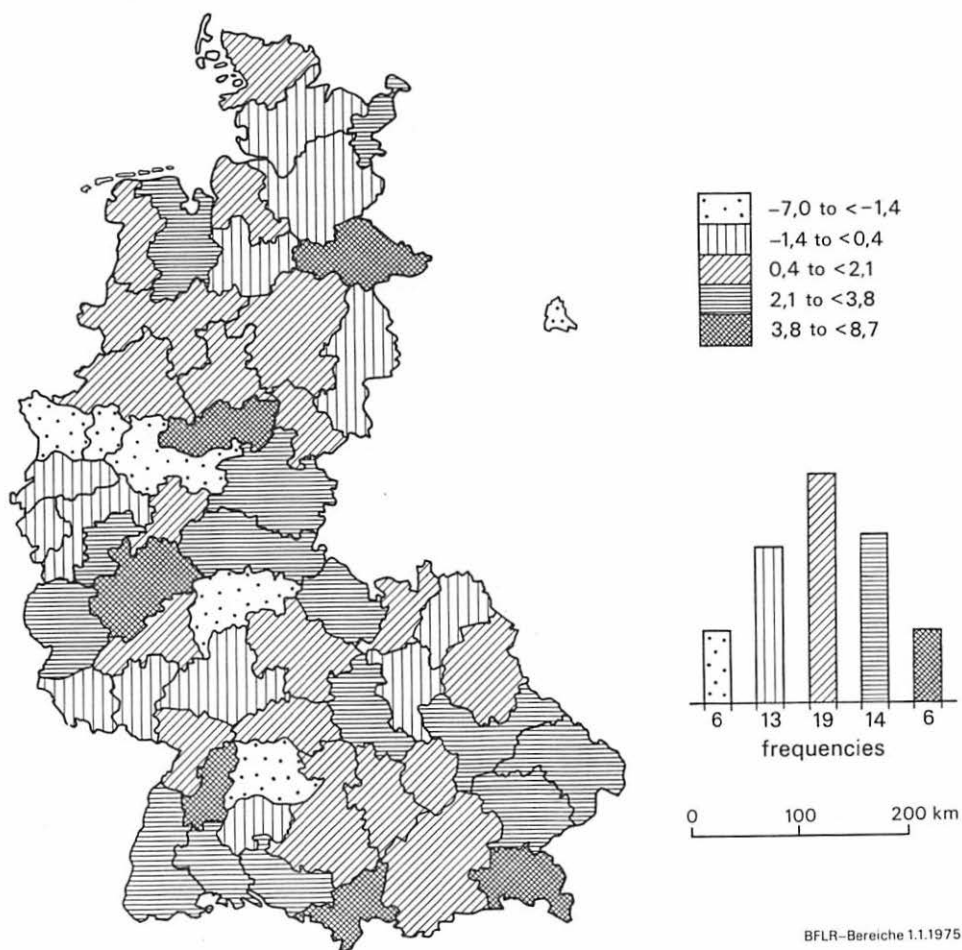 −7,0 to <−1,4
−1,4 to <0,4
0,4 to <2,1
2,1 to <3,8
3,8 to <8,7
6 13 19 14 6
frequencies
0 100 200 km
BFLR–Bereiche 1.1.1975